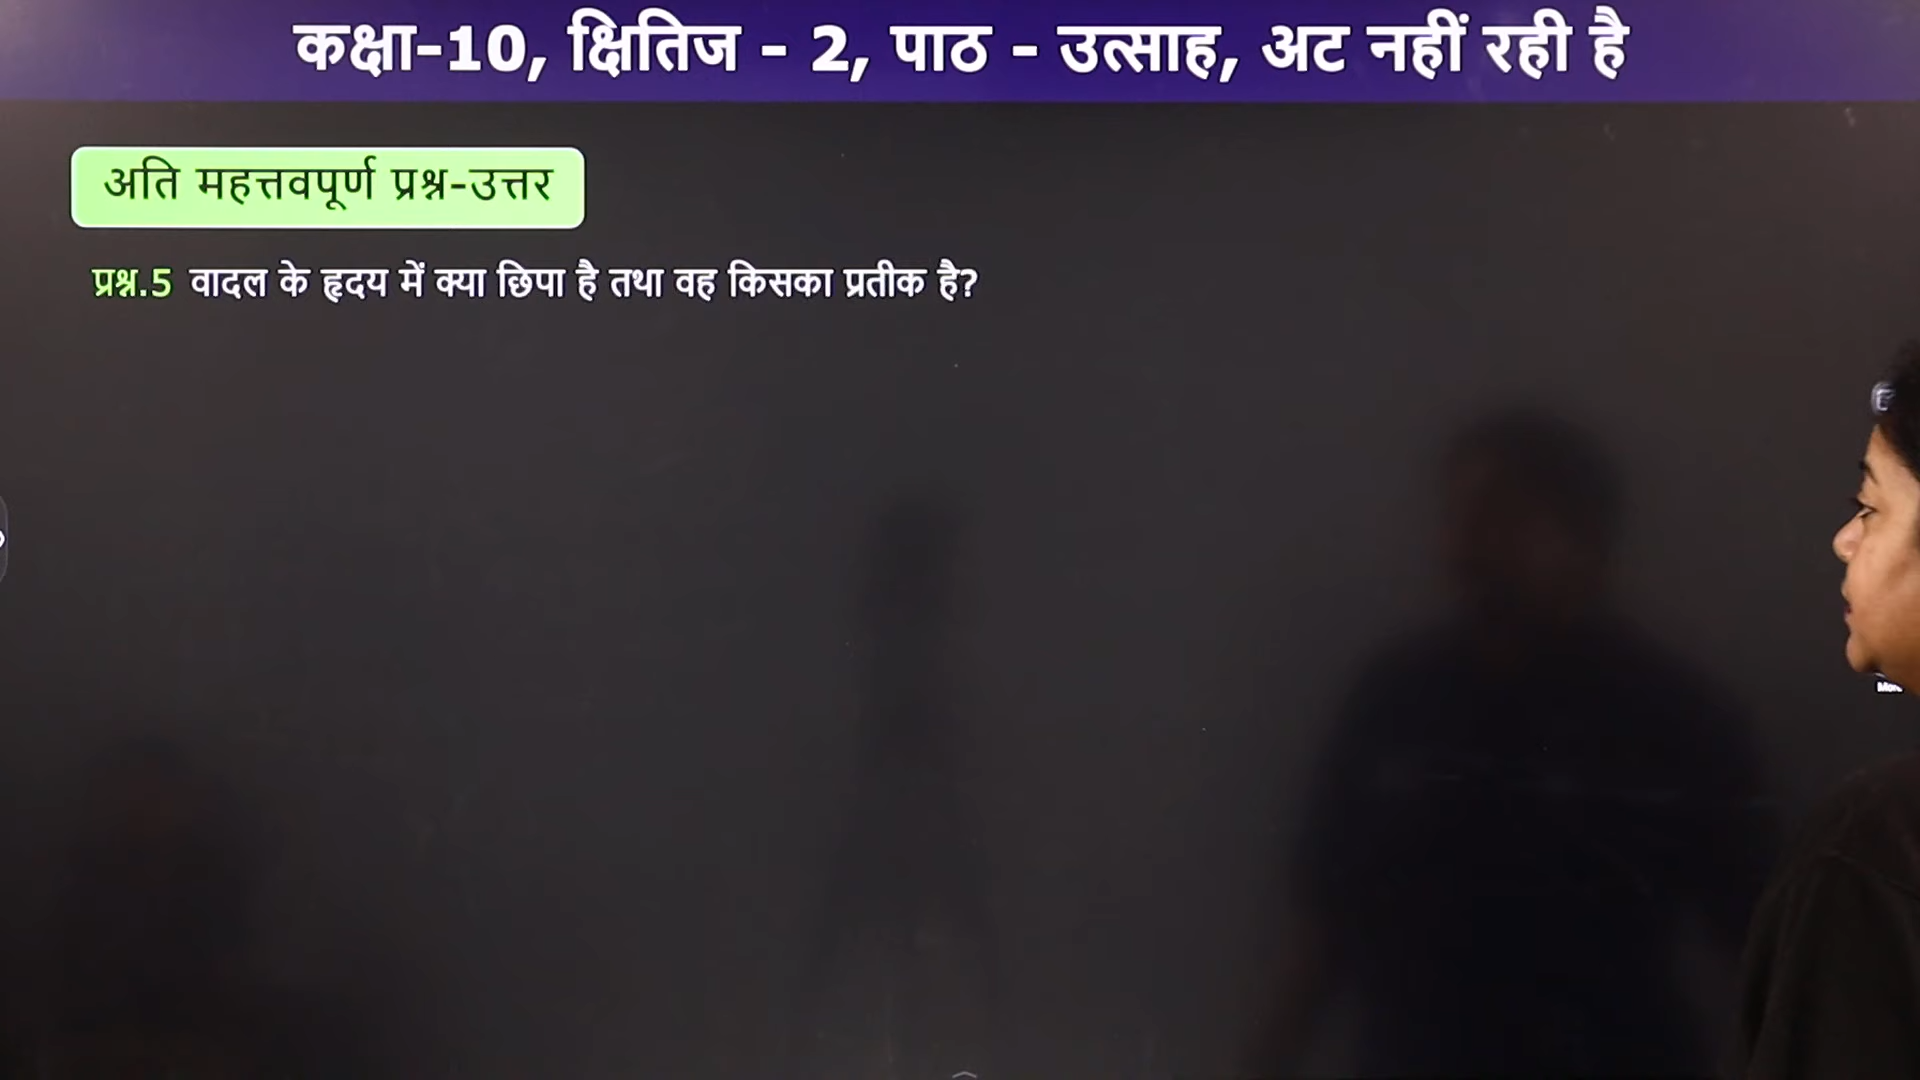 कक्षा-10, क्षितिज - 2, पाठ - उत्साह, अट नहीं रही है
अति महत्तवपूर्ण प्रश्न-उत्तर
प्रश्न.5 वादल के हृदय में क्या छिपा है तथा वह किसका प्रतीक है?